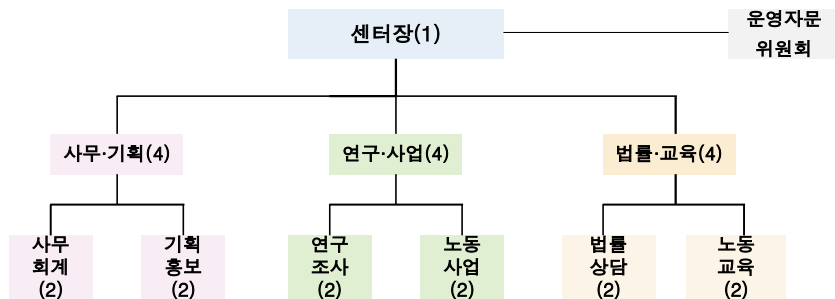 센터장(1)
운영자문
위원회
사무·기획(4)
연구·사업(4)
법률·교육(4)
사무
회계
(2)
기획
홍보
(2)
연구
조사
(2)
노동
사업
(2)
법률
상담
(2)
노동
교육
(2)